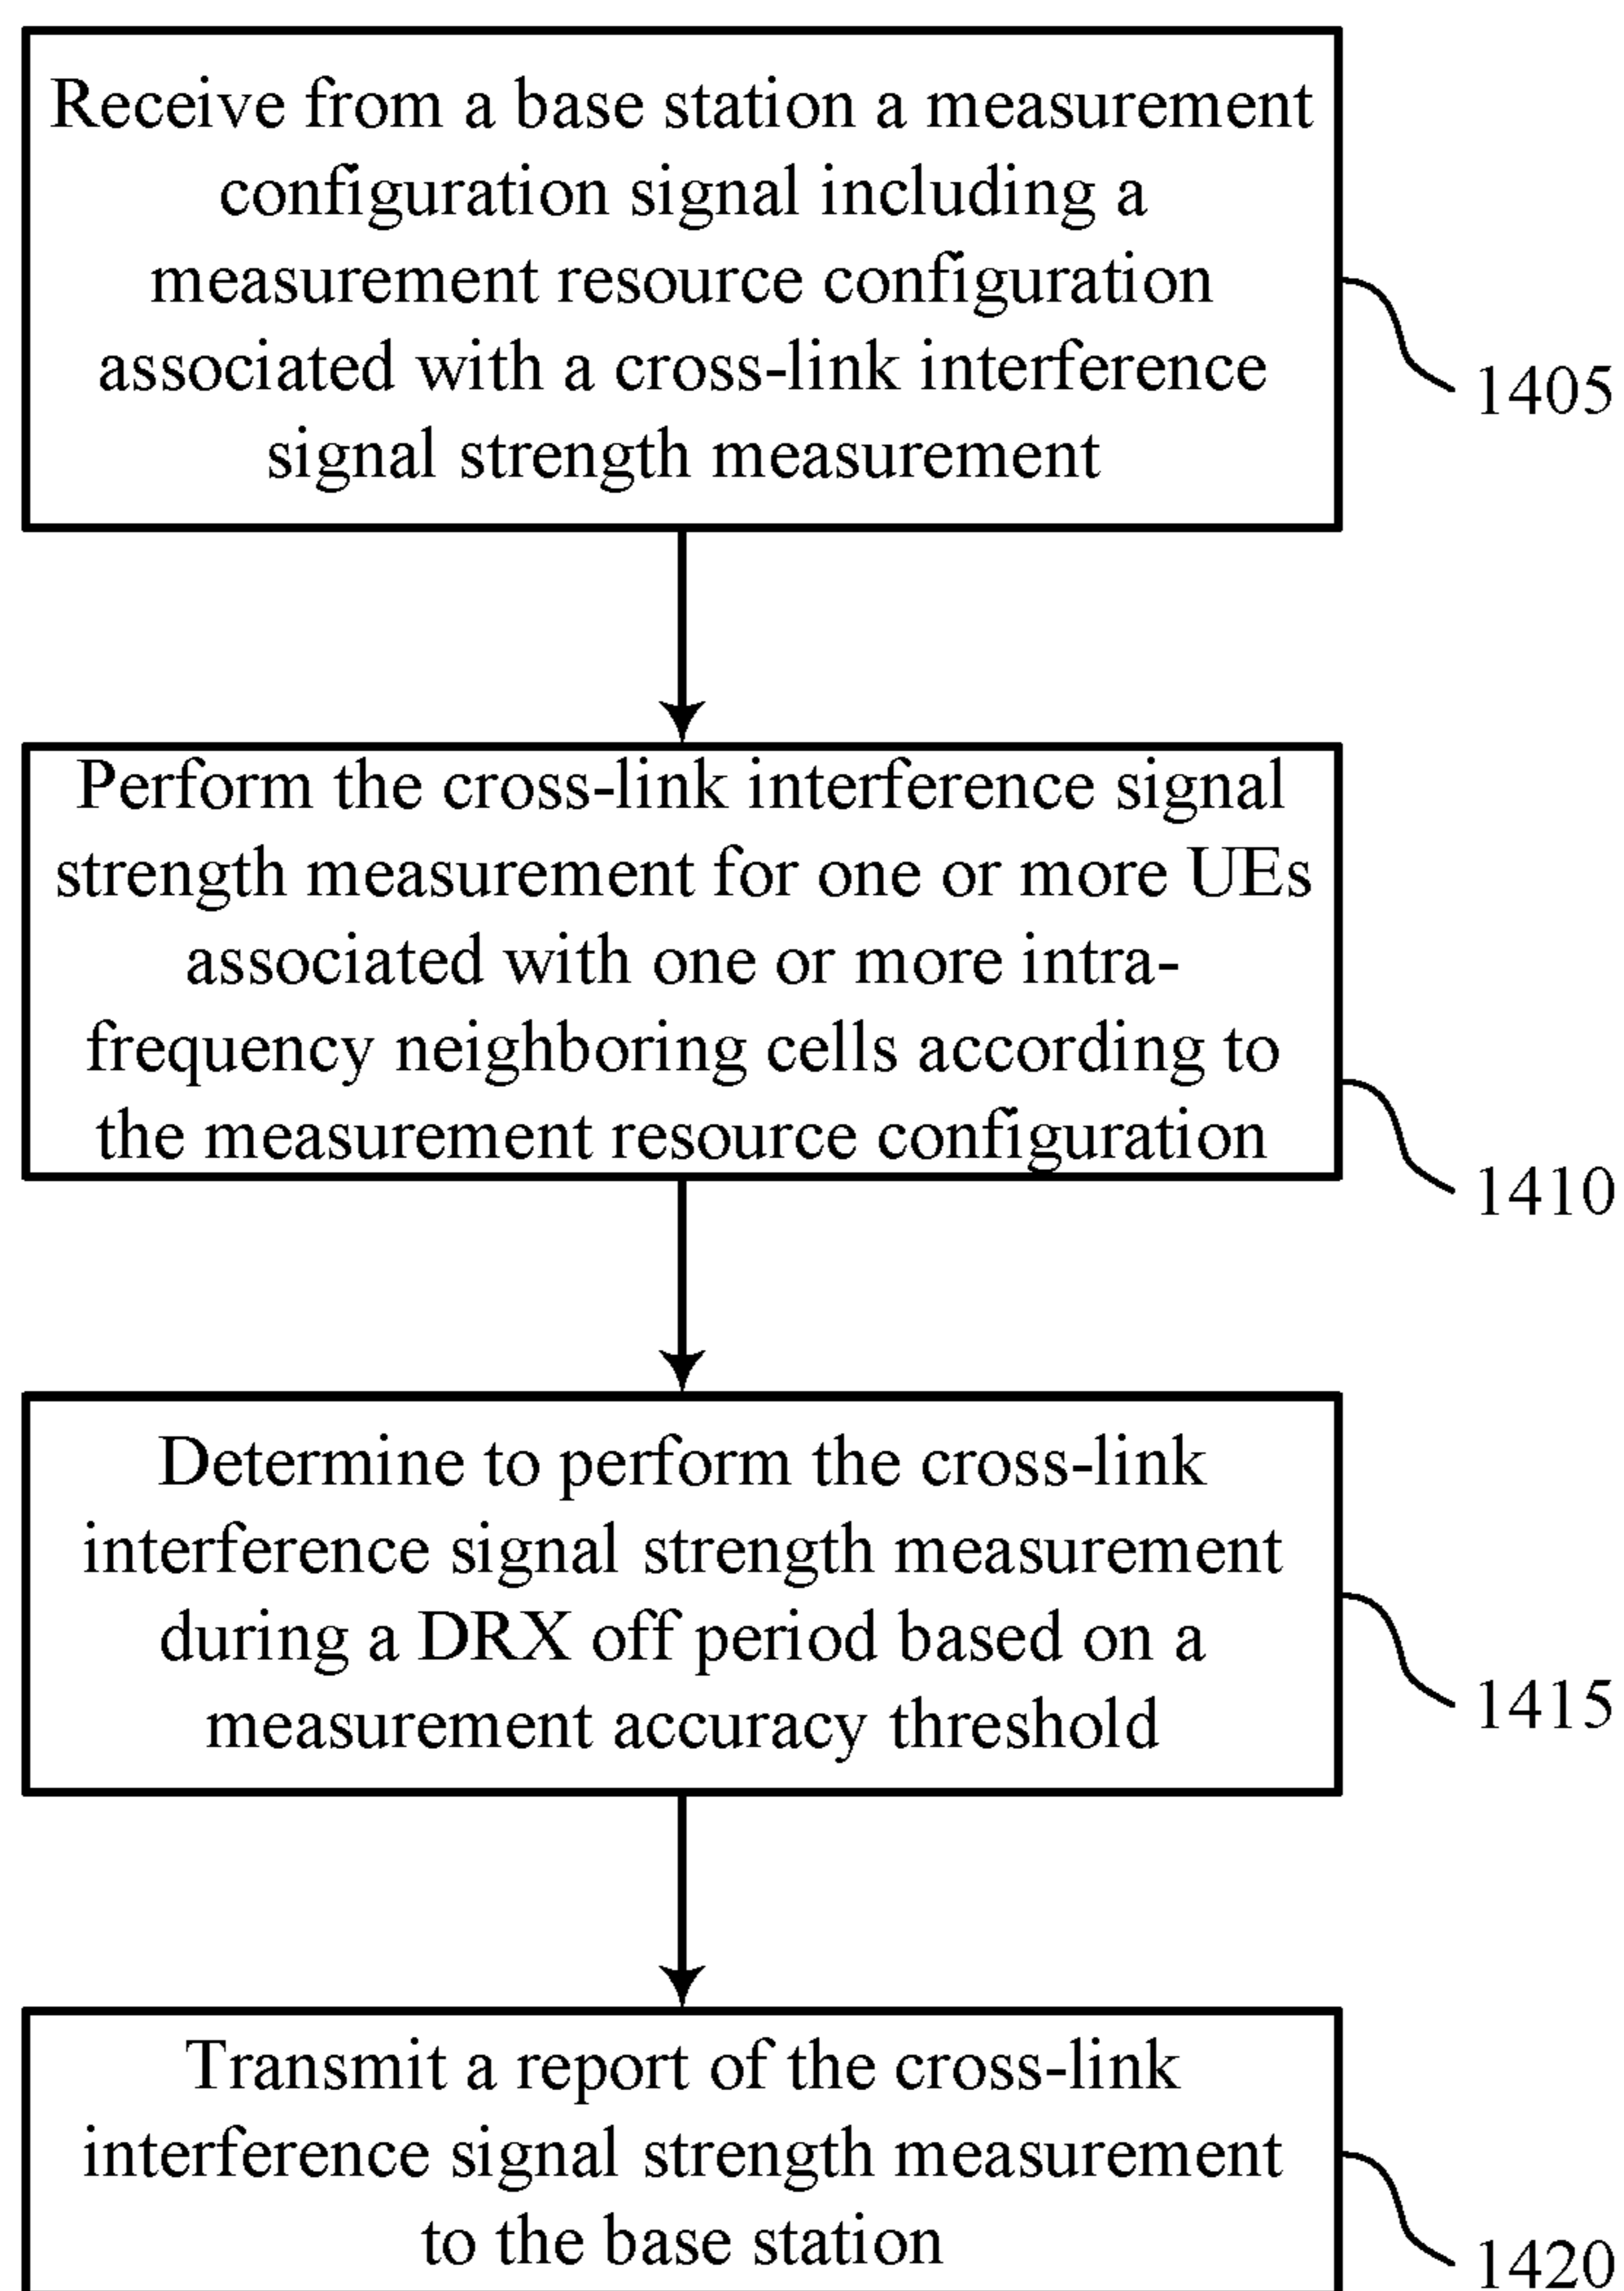 Receive from a base station a measurement
configuration signal including a
measurement resource configuration
associated with a cross-link interference
signal strength measurement
1405
Perform the cross-link interference signal
strength measurement for one or more UEs
associated with one or more intra-
frequency neighboring cells according to
the measurement resource configuration
1410
Determine to perform the cross-link
interference signal strength measurement
during a DRX off period based on a
measurement accuracy threshold
1415
Transmit a report of the cross-link
interference signal strength measurement
to the base station
1420